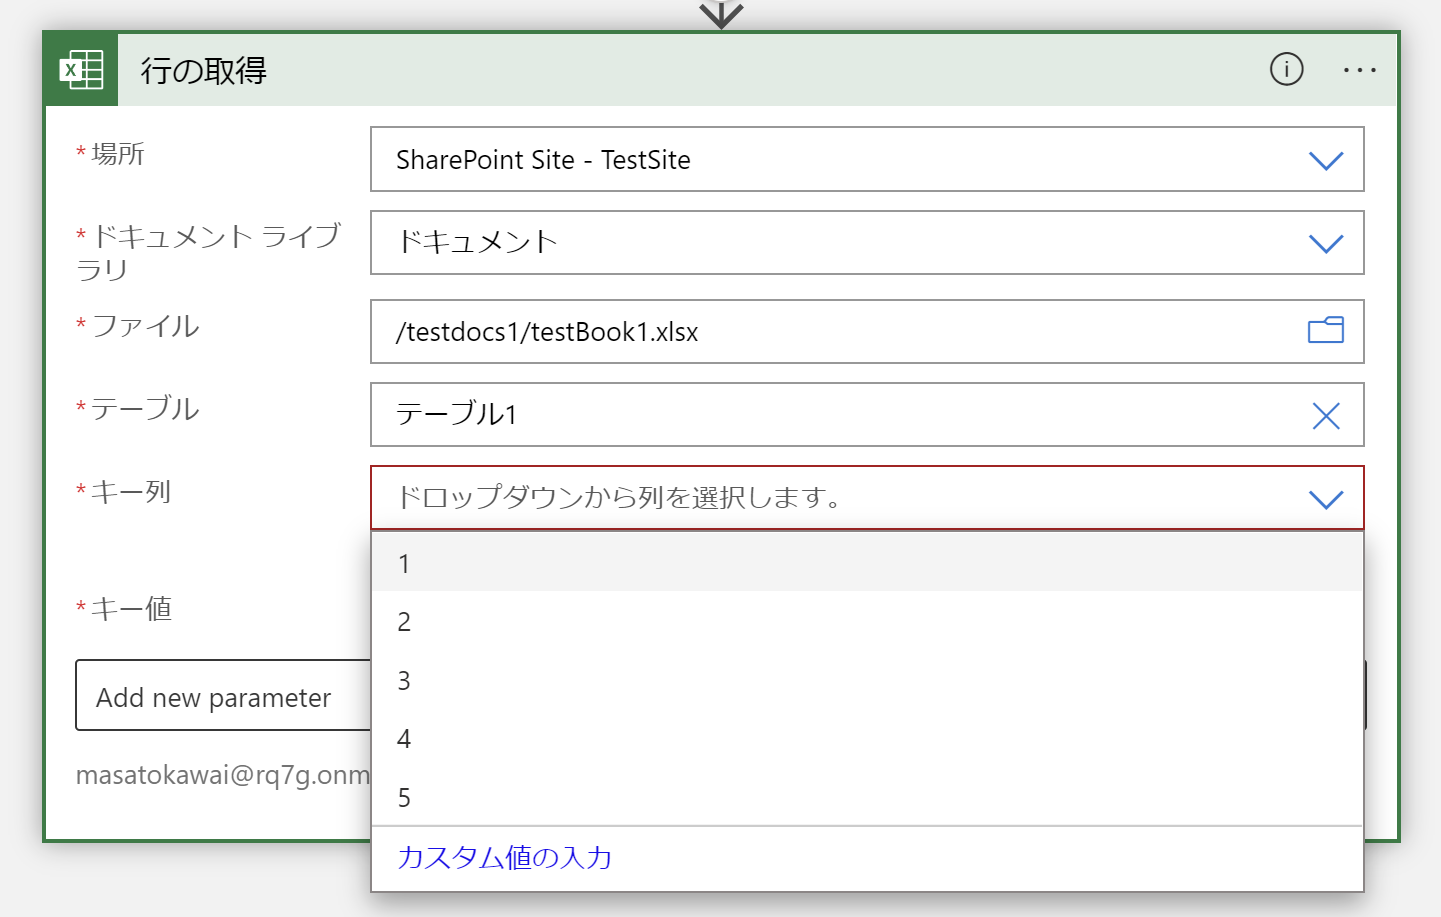 行の取得
* 場所
SharePoint Site - TestSite
* ドキュメント ライブ
ラリ
ドキュメント
* ファイル
/testdocs1/testBook1.xlsx
* テーブル
テーブル1
* キー列
ドロップダウンから列を選択します。
1
2
3
4
5
カスタム値の入力
* キー値
Add new parameter
masatokawai@rq7g.onm